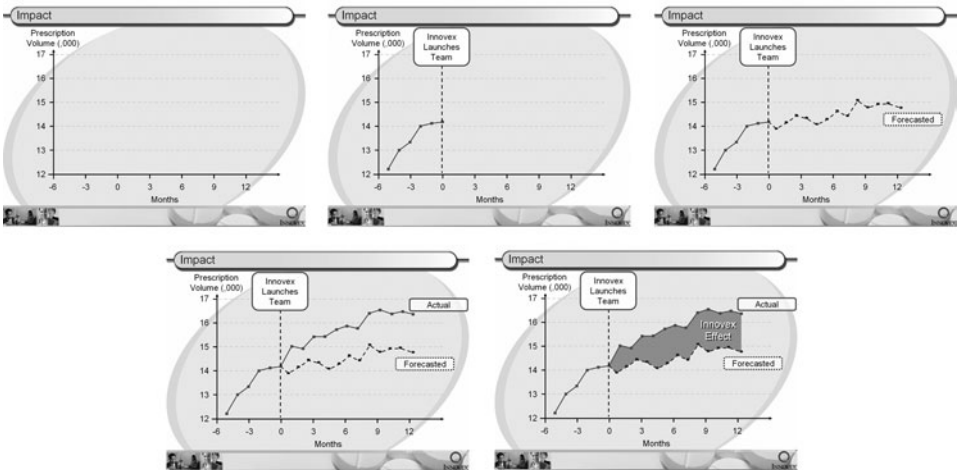 Impact
Prescription
Volume (,000)
17
16
15
14
13
12
-6 -3 0 3 6 9 12
Months
Innovex
Impact
Prescription
Volume (,000)
Innovex
Launches
Team
17
16
15
14
13
12
-6 -3 0 3 6 9 12
Months
Innovex
Impact
Prescription
Volume (,000)
Innovex
Launches
Team
17
16
15
14
Forecasted
13
12
-6 -3 0 3 6 9 12
Months
Innovex
Impact
Prescription
Volume (,000)
Innovex
Launches
Team
17
Actual
16
15
Forecasted
14
13
12
-6 -3 0 3 6 9 12
Months
Innovex
Impact
Prescription
Volume (,000)
Innovex
Launches
Team
17
Actual
16
Innovex
Effect
15
Forecasted
14
13
12
-6 -3 0 3 6 9 12
Months
Innovex